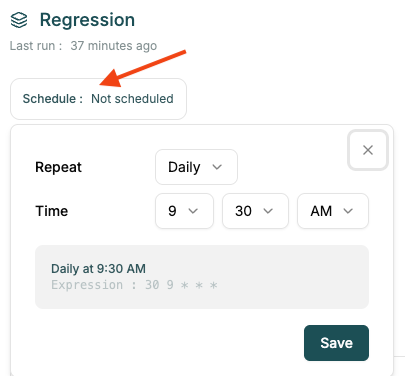 Regression
Last run : 37 minutes ago
Schedule : Not scheduled
Repeat Daily
Time 9 30 AM
Daily at 9:30 AM
Expression : 30 9 * * *
Save